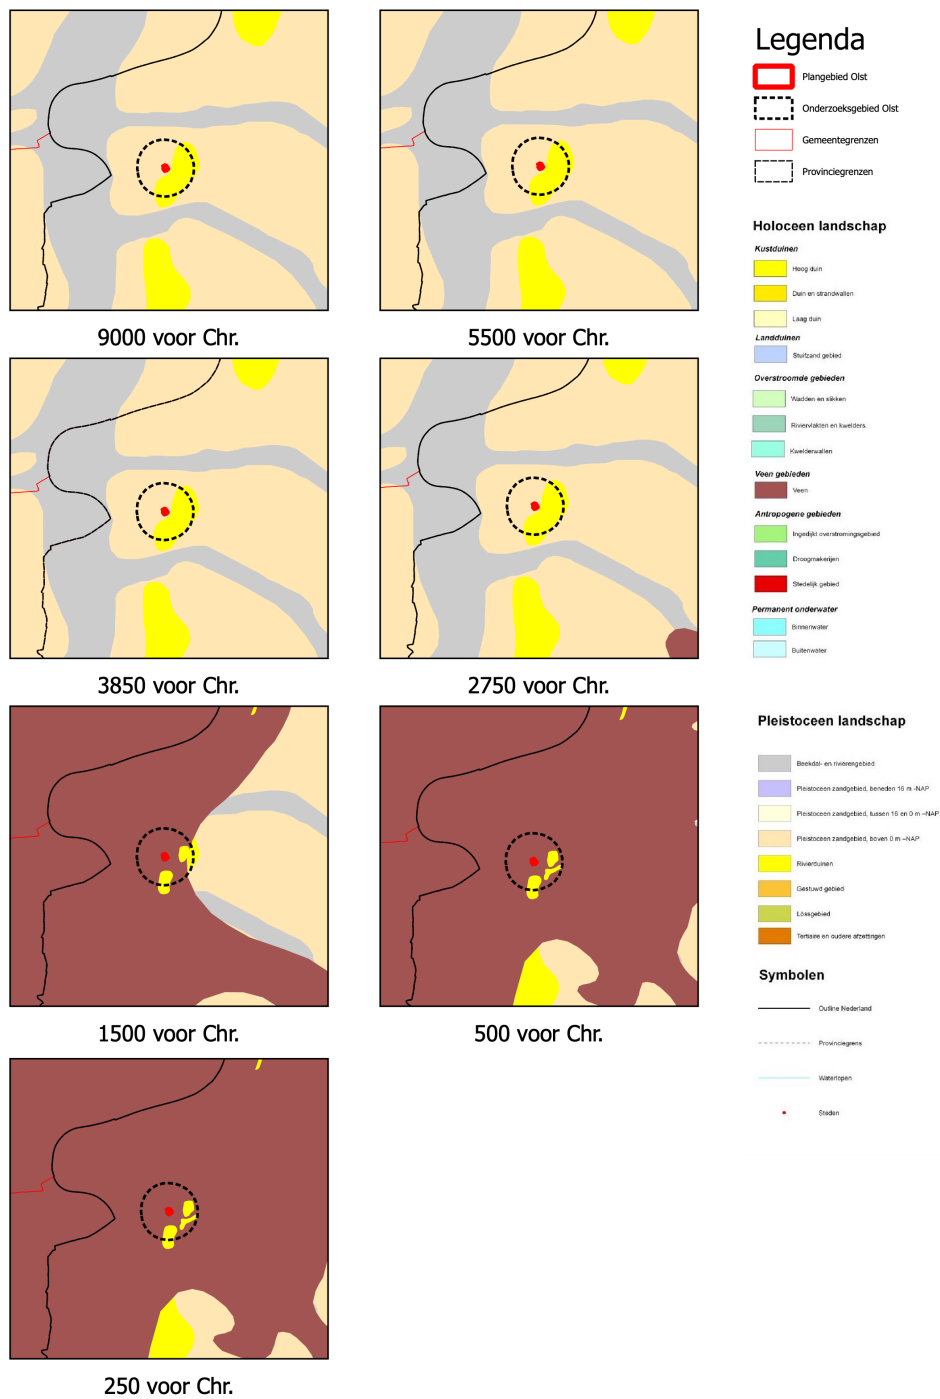 9000 voor Chr.
5500 voor Chr.
3850 voor Chr.
2750 voor Chr.
1500 voor Chr.
500 voor Chr.
250 voor Chr.
Legenda
Plangebied Olst
Onderzoeksgebied Olst
Gemeentegrenzen
Provinciegrenzen
Holoceen landschap
Kustduinen
Hoog duin
Duin en strandwallen
Laag duin
Landduinen
Stuifzand gebied
Overstroomde gebieden
Wadden en slikken
Riviervlakten en kwelders.
Kwelderwallen
Veen gebieden
Veen
Antropogene gebieden
Ingedijkt overstromingsgebied
Droogmakerijen
Stedelijk gebied
Permanent onderwater
Binnenwater
Buitenwater
Pleistoceen landschap
Beekdal- en rivierengebied
Pleistoceen zandgebied, beneden 16 m -NAP
Pleistoceen zandgebied, tussen 16 en 0 m –NAP
Pleistoceen zandgebied, boven 0 m –NAP
Rivierduinen
Gestuwd gebied
Lössgebied
Tertiaire en oudere afzettingen
Symbolen
Outline Nederland
Provinciegrens
Waterlopen
Steden